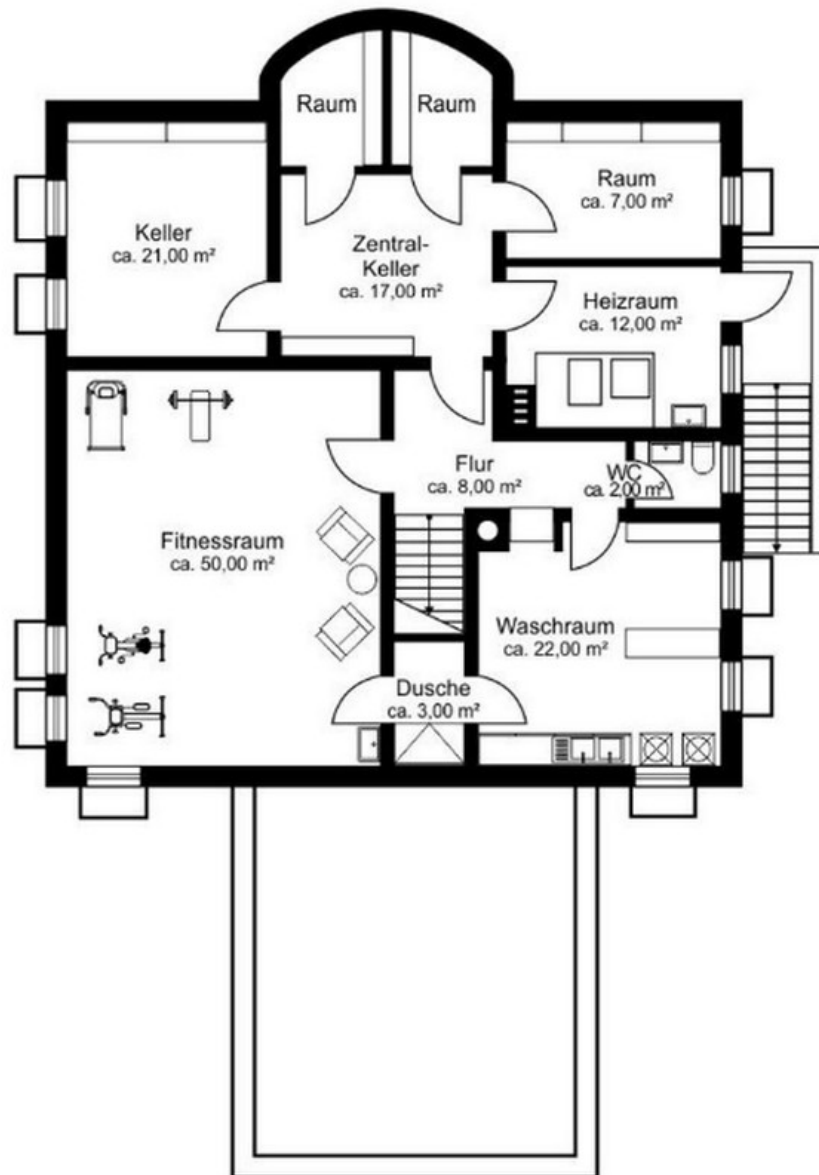 Raum
Raum
Raum
ca. 7,00 m²
Keller
ca. 21,00 m²
Zentral-
Keller
ca. 17,00 m²
Heizraum
ca. 12,00 m²
Flur
ca. 8,00 m²
WC
ca. 2,00 m²
Fitnessraum
ca. 50,00 m²
Waschraum
ca. 22,00 m²
Dusche
ca. 3,00 m²